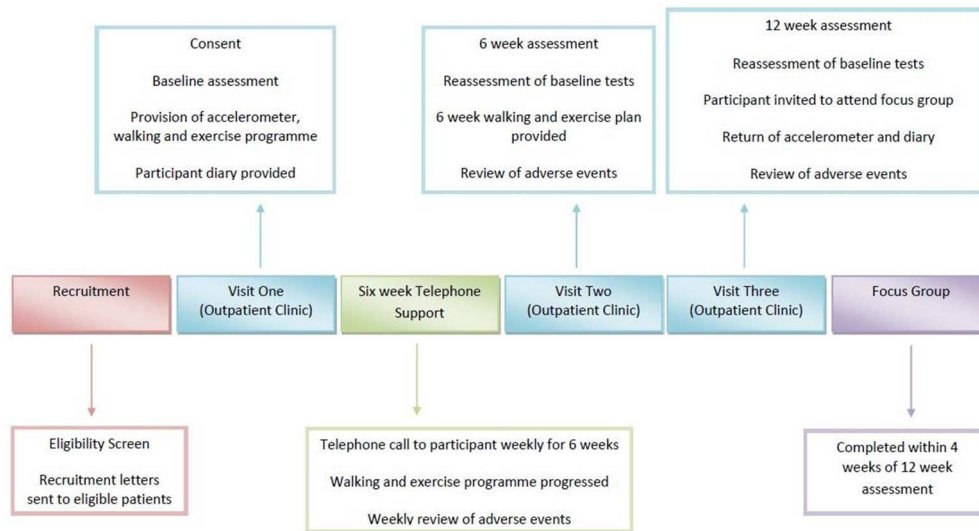 Consent
Baseline assessment
Provision of accelerometer,
walking and exercise programme
Participant diary provided
6 week assessment
Reassessment of baseline tests
6 week walking and exercise plan
provided
Review of adverse events
12 week assessment
Reassessment of baseline tests
Participant invited to attend focus group
Return of accelerometer and diary
Review of adverse events
Recruitment
Visit One
(Outpatient Clinic)
Six week Telephone
Support
Visit Two
(Outpatient Clinic)
Visit Three
(Outpatient Clinic)
Focus Group
Eligibility Screen
Recruitment letters
sent to eligible patients
Telephone call to participant weekly for 6 weeks
Walking and exercise programme progressed
Weekly review of adverse events
Completed within 4
weeks of 12 week
assessment